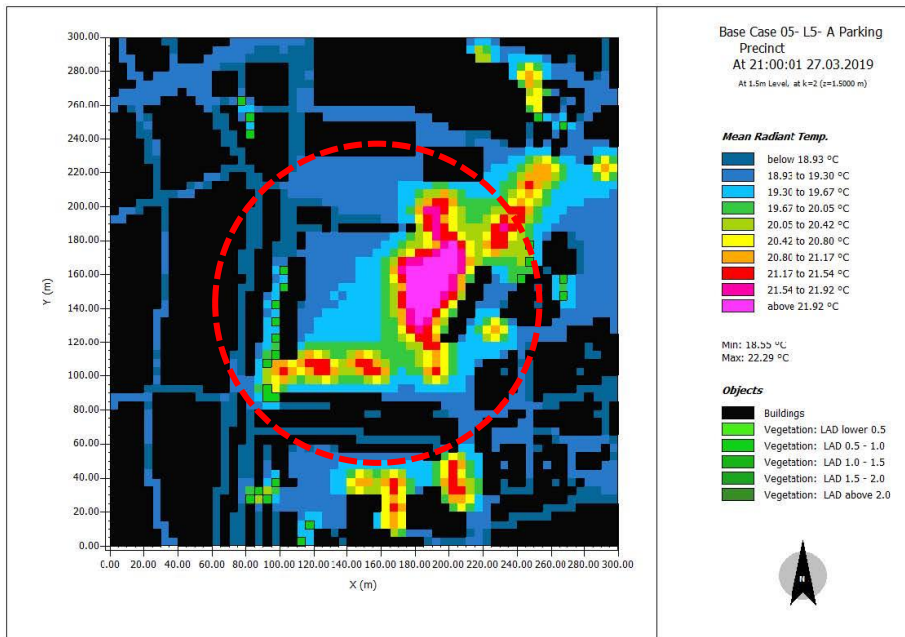 Base Case 05- L5- A Parking
Precinct
At 21:00:01 27.03.2019
At 1.5m Level, at k=2 (z=1.5000 m)
Mean Radiant Temp.
below 18.93 °C
18.93 to 19.30 °C
19.30 to 19.67 °C
19.67 to 20.05 °C
20.05 to 20.42 °C
20.42 to 20.80 °C
20.80 to 21.17 °C
21.17 to 21.54 °C
21.54 to 21.92 °C
above 21.92 °C
Min: 18.55 °C
Max: 22.29 °C
Objects
Buildings
Vegetation: LAD lower 0.5
Vegetation: LAD 0.5 - 1.0
Vegetation: LAD 1.0 - 1.5
Vegetation: LAD 1.5 - 2.0
Vegetation: LAD above 2.0
N
300.00
280.00
260.00
240.00
220.00
200.00
180.00
160.00
140.00
120.00
100.00
80.00
60.00
40.00
20.00
0.00
Y (m)
0.00 20.00 40.00 60.00 80.00 100.00 120.00 140.00 160.00 180.00 200.00 220.00 240.00 260.00 280.00 300.00
X (m)